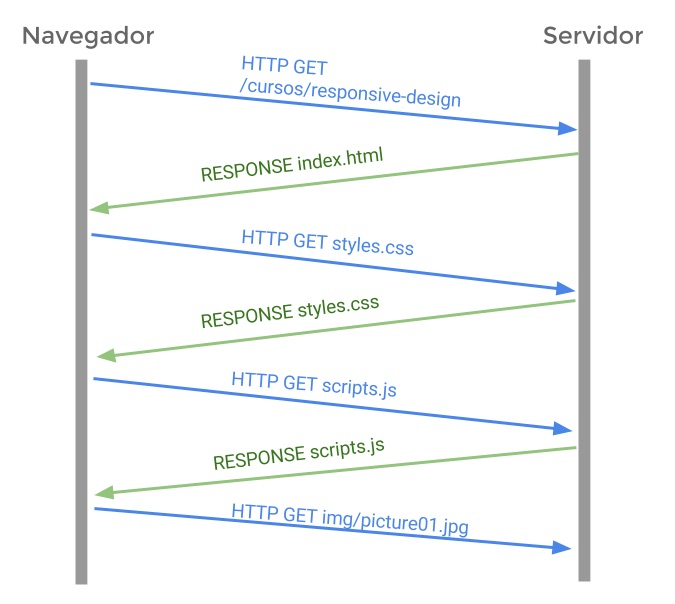 Navegador
Servidor
HTTP GET
/cursos/responsive-design
RESPONSE index.html
HTTP GET styles.css
RESPONSE styles.css
HTTP GET scripts.js
RESPONSE scripts.js
HTTP GET img/picture01.jpg